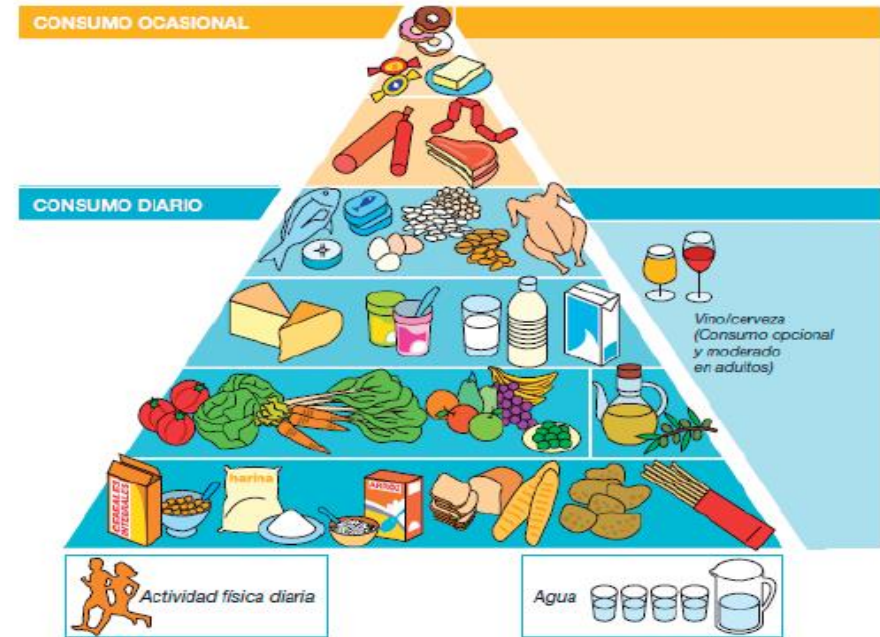 CONSUMO OCASIONAL
CONSUMO DIARIO
Vino/cerveza
(Consumo opcional
y moderado
en adultos)
CEREALES
INTEGRALES
harina
ARROZ
Actividad física diaria
Agua